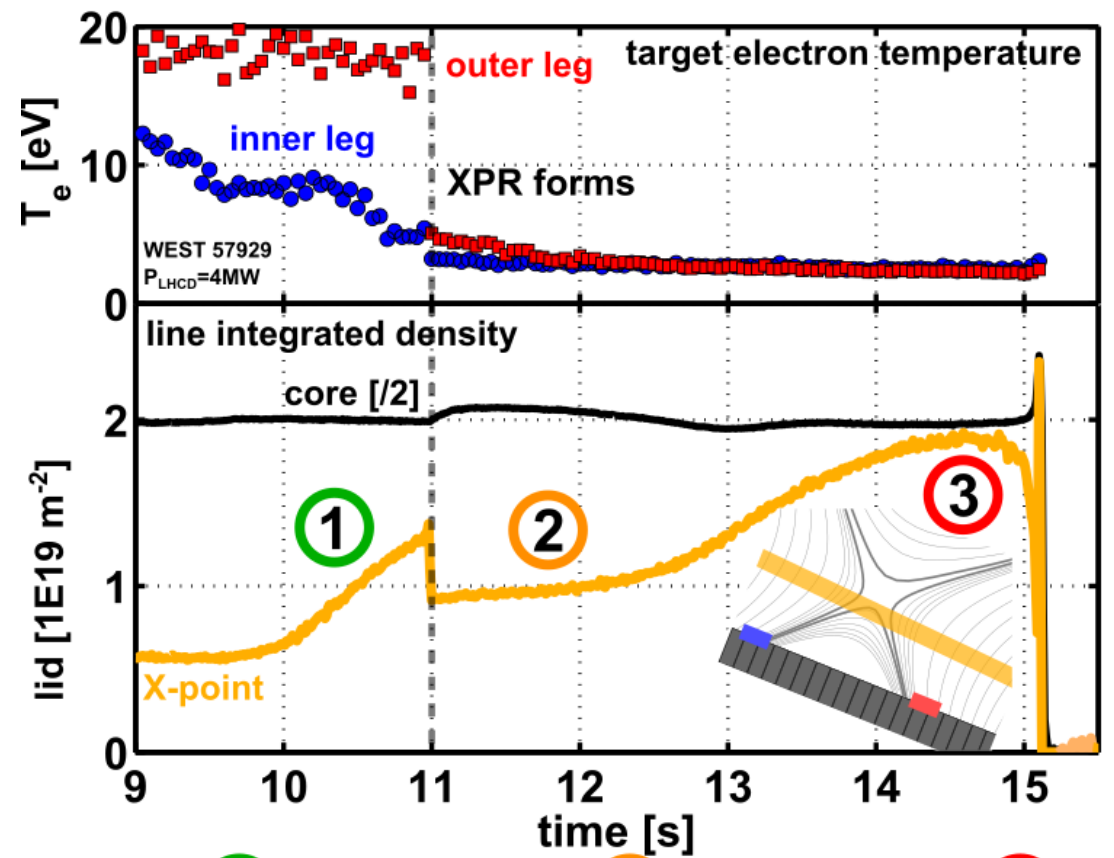 20
10
0
T_e [eV]
target electron temperature
outer leg
inner leg
XPR forms
WEST 57929
P_LHCD=4MW
line integrated density
core [/2]
2
1
0
lid [1E19 m^-2]
1
2
3
X-point
9 10 11 12 13 14 15
time [s]